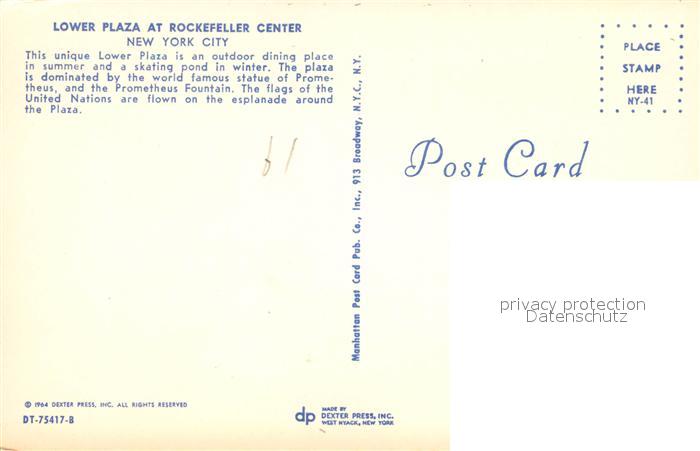 LOWER PLAZA AT ROCKEFELLER CENTER
NEW YORK CITY
This unique Lower Plaza is an outdoor dining place
in summer and a skating pond in winter. The plaza
is dominated by the world famous statue of Prome-
theus, and the Prometheus Fountain. The flags of the
United Nations are flown on the esplanade around
the Plaza.
61
© 1964 DEXTER PRESS, INC. ALL RIGHTS RESERVED
DT-75417-B
Manhattan Post Card Pub. Co., Inc., 913 Broadway, N.Y.C., N.Y.
dp
MADE BY
DEXTER PRESS, INC.
WEST NYACK, NEW YORK
PLACE
STAMP
HERE
NY-41
Post Card
privacy protection
Datenschutz